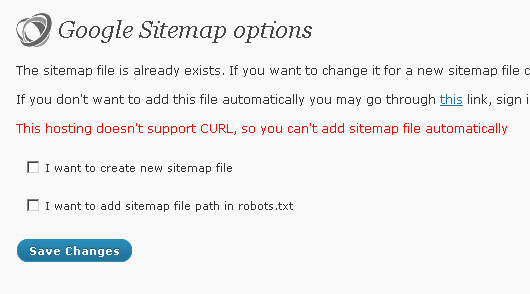 Google Sitemap options
The sitemap file is already exists. If you want to change it for a new sitemap file
If you don't want to add this file automatically you may go through this link, sign
This hosting doesn't support CURL, so you can't add sitemap file automatically
I want to create new sitemap file
I want to add sitemap file path in robots.txt
Save Changes